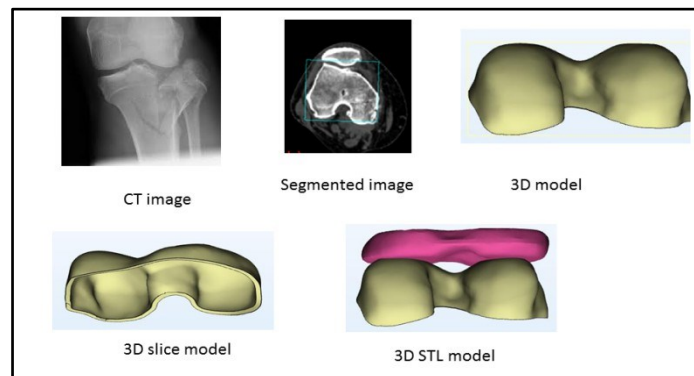 CT image
Segmented image
3D model
3D slice model
3D STL model